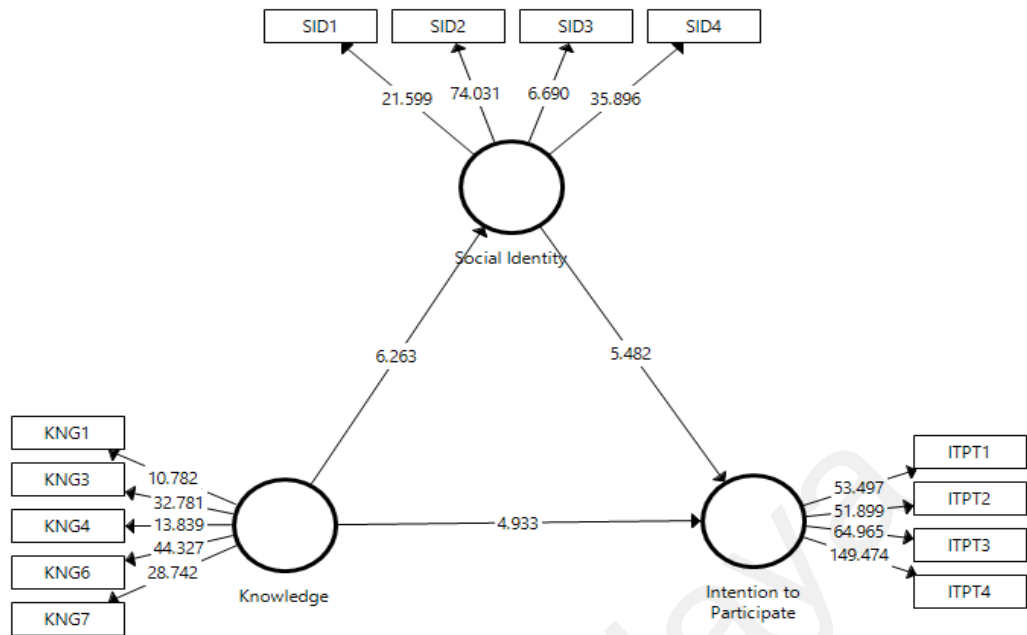 SID1
SID2
SID3
SID4
21.599
74.031
6.690
35.896
Social Identity
6.263
5.482
KNG1
KNG3
KNG4
KNG6
KNG7
10.782
32.781
13.839
44.327
28.742
Knowledge
4.933
53.497
51.899
64.965
149.474
Intention to
Participate
ITPT1
ITPT2
ITPT3
ITPT4